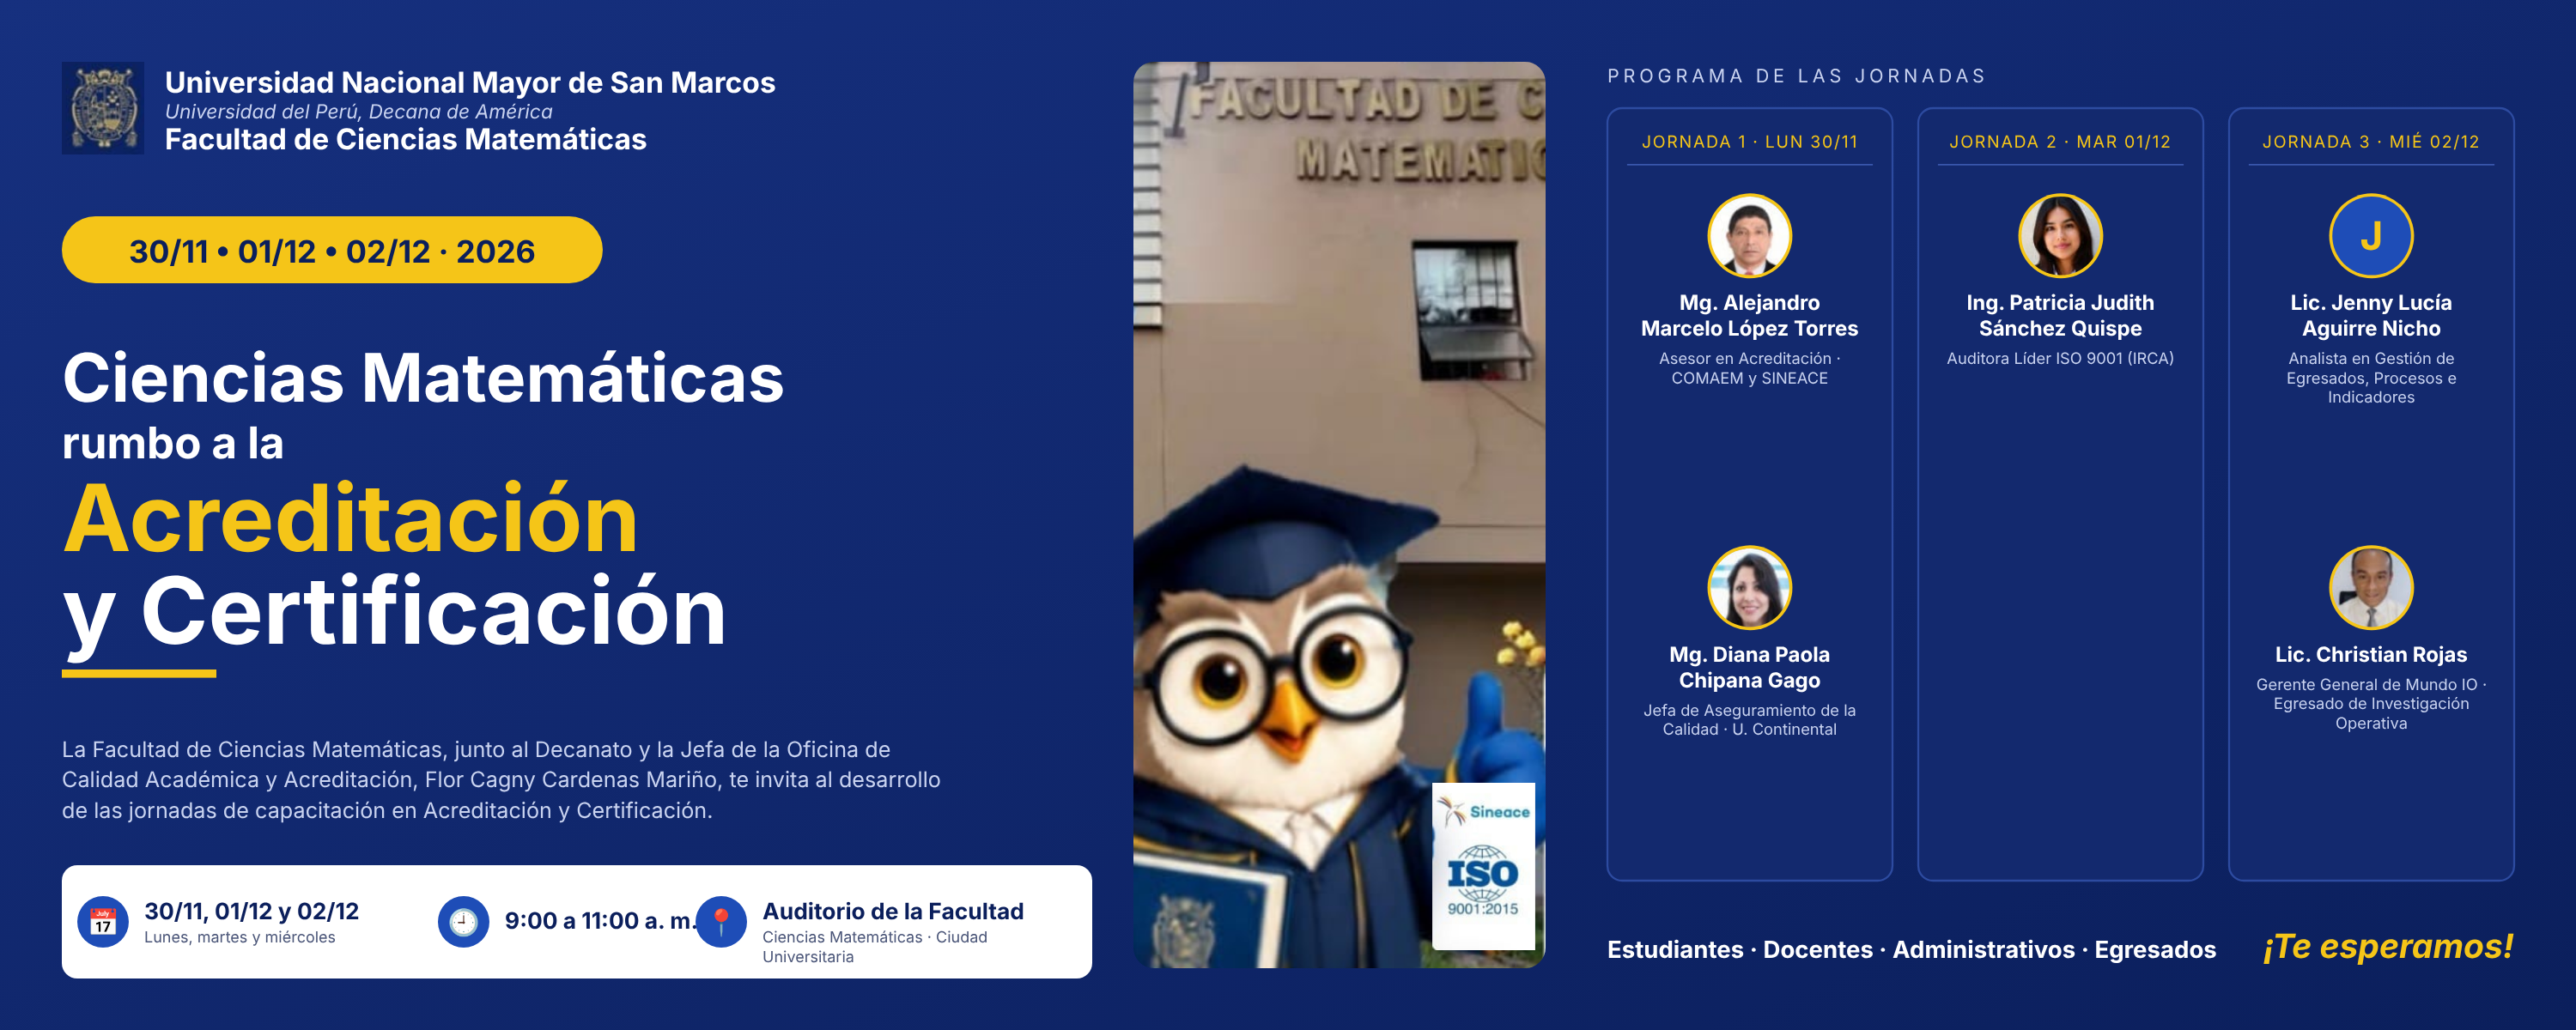 Universidad Nacional Mayor de San Marcos
Universidad del Perú, Decana de América
Facultad de Ciencias Matemáticas
30/11 • 01/12 • 02/12 · 2026
Ciencias Matemáticas
rumbo a la
Acreditación
y Certificación
La Facultad de Ciencias Matemáticas, junto al Decanato y la Jefa de la Oficina de
Calidad Académica y Acreditación, Flor Cagny Cardenas Mariño, te invita al desarrollo
de las jornadas de capacitación en Acreditación y Certificación.
30/11, 01/12 y 02/12
Lunes, martes y miércoles
9:00 a 11:00 a. m.
Auditorio de la Facultad
Ciencias Matemáticas · Ciudad
Universitaria
FACULTAD DE C
MATEMATIC
Sineace
ISO
9001:2015
PROGRAMA DE LAS JORNADAS
JORNADA 1 · LUN 30/11
Mg. Alejandro
Marcelo López Torres
Asesor en Acreditación ·
COMAEM y SINEACE
Mg. Diana Paola
Chipana Gago
Jefa de Aseguramiento de la
Calidad · U. Continental
JORNADA 2 · MAR 01/12
Ing. Patricia Judith
Sánchez Quispe
Auditora Líder ISO 9001 (IRCA)
JORNADA 3 · MIÉ 02/12
J
Lic. Jenny Lucía
Aguirre Nicho
Analista en Gestión de
Egresados, Procesos e
Indicadores
Lic. Christian Rojas
Gerente General de Mundo IO ·
Egresado de Investigación
Operativa
Estudiantes · Docentes · Administrativos · Egresados
¡Te esperamos!